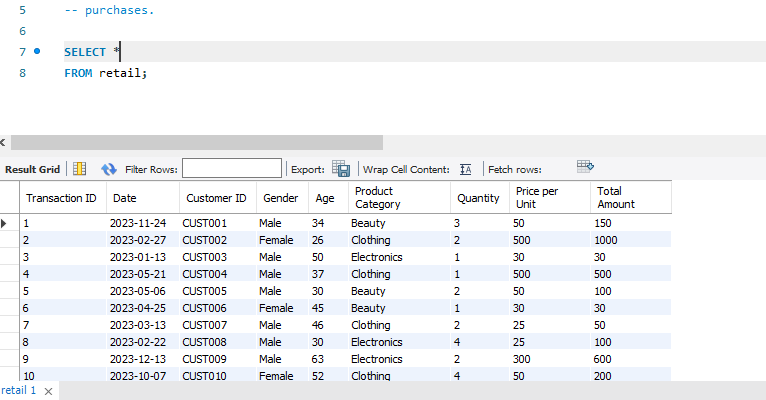 5 -- purchases.
6
7 SELECT *
8 FROM retail;
Result Grid Filter Rows: Export: Wrap Cell Content: Fetch rows:
Transaction ID Date Customer ID Gender Age Product Category Quantity Price per Unit Total Amount
1 2023-11-24 CUST001 Male 34 Beauty 3 50 150
2 2023-02-27 CUST002 Female 26 Clothing 2 500 1000
3 2023-01-13 CUST003 Male 50 Electronics 1 30 30
4 2023-05-21 CUST004 Male 37 Clothing 1 500 500
5 2023-05-06 CUST005 Male 30 Beauty 2 50 100
6 2023-04-25 CUST006 Female 45 Beauty 1 30 30
7 2023-03-13 CUST007 Male 46 Clothing 2 25 50
8 2023-02-22 CUST008 Male 30 Electronics 4 25 100
9 2023-12-13 CUST009 Male 63 Electronics 2 300 600
10 2023-10-07 CUST010 Female 52 Clothing 4 50 200
retail 1